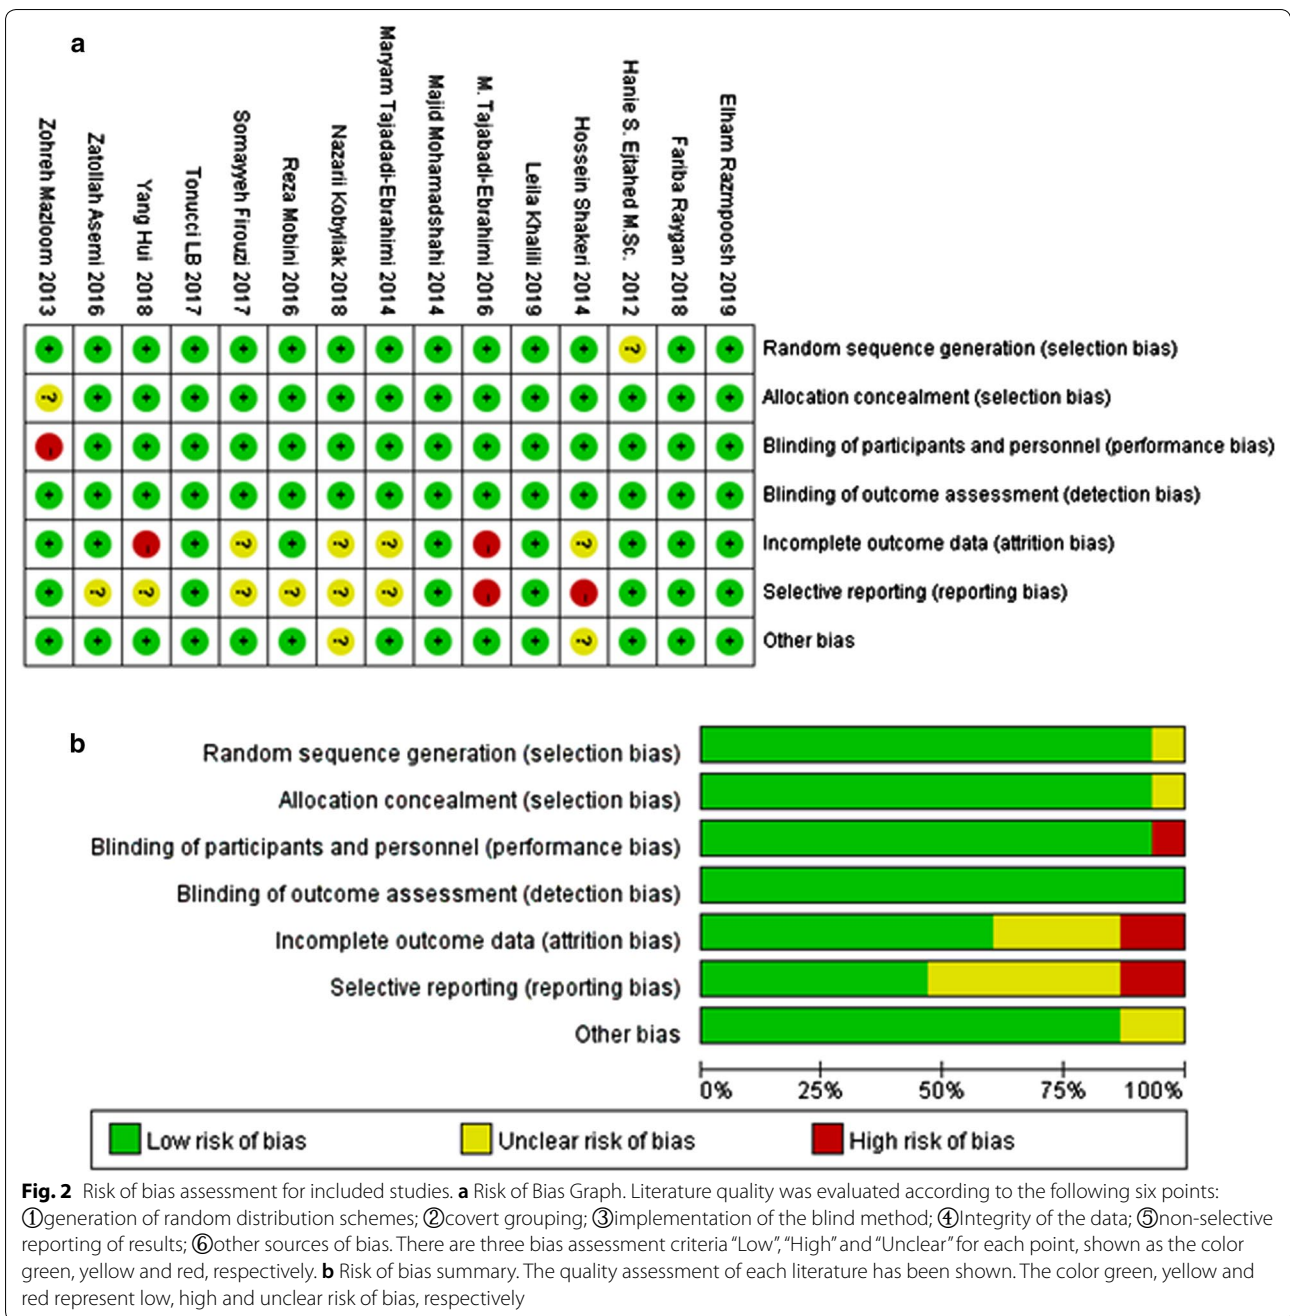 a
Zohreh Mazloom 2013
Zatollah Asemi 2016
Yang Hui 2018
Tonucci LB 2017
Somayyeh Firouzi 2017
Reza Mobini 2016
Nazarii Kobyliak 2018
Maryam Tajadadi-Ebrahimi 2014
Majid Mohamadshahi 2014
M. Tajabadi-Ebrahimi 2016
Leila Khalili 2019
Hossein Shakeri 2014
Hanie S. Ejtahed M.Sc. 2012
Fariba Raygan 2018
Elham Razmpoosh 2019
+ + + + + + + + + + + + ? + + Random sequence generation (selection bias)
? + + + + + + + + + + + + + + Allocation concealment (selection bias)
- + + + + + + + + + + + + + + Blinding of participants and personnel (performance bias)
+ + + + + + + + + + + + + + + Blinding of outcome assessment (detection bias)
+ + - + ? + ? ? + - + ? + + + Incomplete outcome data (attrition bias)
+ ? ? + ? ? ? ? + - + - + + + Selective reporting (reporting bias)
+ + + + + + ? + + + + ? + + + Other bias
b
Random sequence generation (selection bias)
Allocation concealment (selection bias)
Blinding of participants and personnel (performance bias)
Blinding of outcome assessment (detection bias)
Incomplete outcome data (attrition bias)
Selective reporting (reporting bias)
Other bias
0% 25% 50% 75% 100%
Low risk of bias Unclear risk of bias High risk of bias
Fig. 2 Risk of bias assessment for included studies. a Risk of Bias Graph. Literature quality was evaluated according to the following six points:
①generation of random distribution schemes; ②covert grouping; ③implementation of the blind method; ④Integrity of the data; ⑤non-selective
reporting of results; ⑥other sources of bias. There are three bias assessment criteria “Low”, “High” and “Unclear” for each point, shown as the color
green, yellow and red, respectively. b Risk of bias summary. The quality assessment of each literature has been shown. The color green, yellow and
red represent low, high and unclear risk of bias, respectively